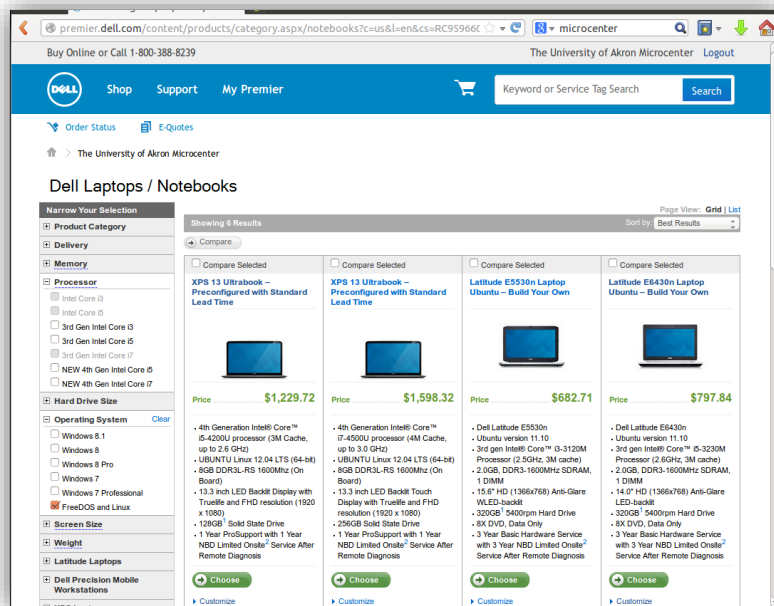 premier.dell.com/content/products/category.aspx/notebooks?c=us&l=en&cs=RC95966
microcenter
Buy Online or Call 1-800-388-8239
The University of Akron Microcenter Logout
DELL
Shop Support My Premier
Keyword or Service Tag Search
Search
Order Status E-Quotes
> The University of Akron Microcenter
Dell Laptops / Notebooks
Page View: Grid | List
Narrow Your Selection
Product Category
Delivery
Memory
Processor
Intel Core i3
Intel Core i5
3rd Gen Intel Core i3
3rd Gen Intel Core i5
3rd Gen Intel Core i7
NEW 4th Gen Intel Core i5
NEW 4th Gen Intel Core i7
Hard Drive Size
Operating System Clear
Windows 8.1
Windows 8
Windows 8 Pro
Windows 7
Windows 7 Professional
FreeDOS and Linux
Screen Size
Weight
Latitude Laptops
Dell Precision Mobile
Workstations
Showing 6 Results
Sort by: Best Results
Compare
Compare Selected
XPS 13 Ultrabook –
Preconfigured with Standard
Lead Time
Price $1,229.72
• 4th Generation Intel® Core™
i5-4200U processor (3M Cache,
up to 2.6 GHz)
• UBUNTU Linux 12.04 LTS (64-bit)
• 8GB DDR3L-RS 1600Mhz (On
Board)
• 13.3 inch LED Backlit Display with
Truelife and FHD resolution (1920
x 1080)
• 128GB1 Solid State Drive
• 1 Year ProSupport with 1 Year
NBD Limited Onsite2 Service After
Remote Diagnosis
Choose
Customize
Compare Selected
XPS 13 Ultrabook –
Preconfigured with Standard
Lead Time
Price $1,598.32
• 4th Generation Intel® Core™
i7-4500U processor (4M Cache,
up to 3.0 GHz)
• UBUNTU Linux 12.04 LTS (64-bit)
• 8GB DDR3L-RS 1600Mhz (On
Board)
• 13.3 inch LED Backlit Touch
Display with Truelife and FHD
resolution (1920 x 1080)
• 256GB Solid State Drive
• 1 Year ProSupport with 1 Year
NBD Limited Onsite2 Service After
Remote Diagnosis
Choose
Customize
Compare Selected
Latitude E5530n Laptop
Ubuntu – Build Your Own
Price $682.71
• Dell Latitude E5530n
• Ubuntu version 11.10
• 3rd gen Intel® Core™ i3-3120M
Processor (2.5GHz, 3M cache)
• 2.0GB, DDR3-1600MHz SDRAM,
1 DIMM
• 15.6" HD (1366x768) Anti-Glare
WLED-backlit
• 320GB1 5400rpm Hard Drive
• 8X DVD, Data Only
• 3 Year Basic Hardware Service
with 3 Year NBD Limited Onsite2
Service After Remote Diagnosis
Choose
Customize
Compare Selected
Latitude E6430n Laptop
Ubuntu – Build Your Own
Price $797.84
• Dell Latitude E6430n
• Ubuntu version 11.10
• 3rd gen Intel® Core™ i5-3230M
Processor (2.6GHz, 3M cache)
• 2.0GB, DDR3-1600MHz SDRAM,
1 DIMM
• 14.0" HD (1366x768) Anti-Glare
LED-backlit
• 320GB1 5400rpm Hard Drive
• 8X DVD, Data Only
• 3 Year Basic Hardware Service
with 3 Year NBD Limited Onsite2
Service After Remote Diagnosis
Choose
Customize